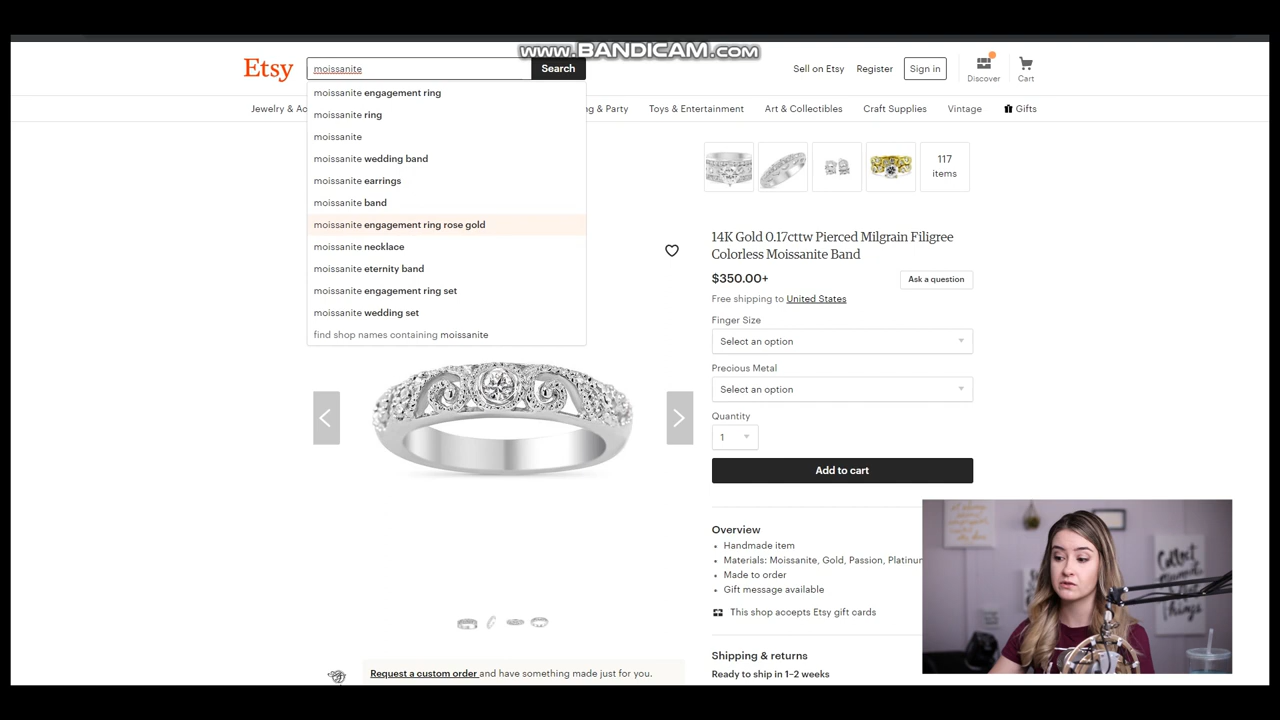 www.BANDICAM.com
Etsy
moissanite
Search
Sell on Etsy
Register
Sign in
Discover
Cart
Jewelry & Ac
ng & Party
Toys & Entertainment
Art & Collectibles
Craft Supplies
Vintage
Gifts
moissanite engagement ring
moissanite ring
moissanite
moissanite wedding band
moissanite earrings
moissanite band
moissanite engagement ring rose gold
moissanite necklace
moissanite eternity band
moissanite engagement ring set
moissanite wedding set
find shop names containing moissanite
117
items
14K Gold 0.17cttw Pierced Milgrain Filigree
Colorless Moissanite Band
$350.00+
Ask a question
Free shipping to United States
Finger Size
Select an option
Precious Metal
Select an option
Quantity
1
Add to cart
Overview
• Handmade item
• Materials: Moissanite, Gold, Passion, Platinum
• Made to order
• Gift message available
This shop accepts Etsy gift cards
Shipping & returns
Ready to ship in 1–2 weeks
Request a custom order and have something made just for you.
collect
moments
things